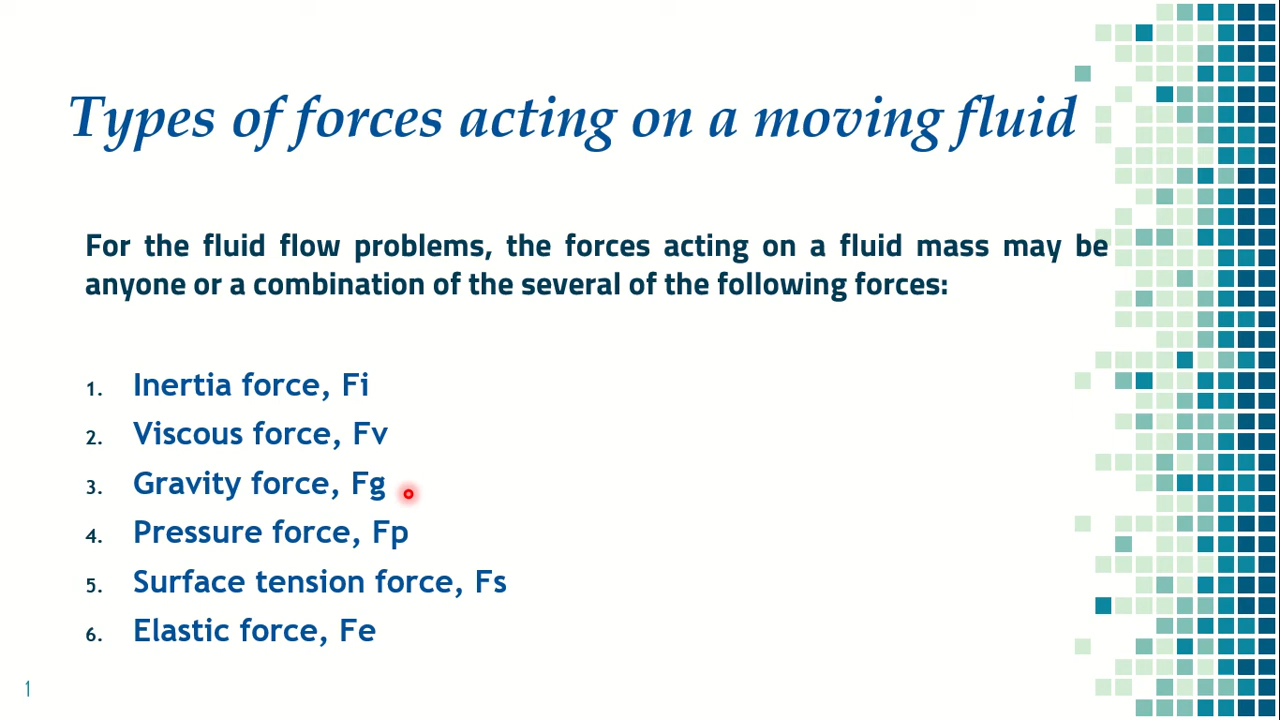 Types of forces acting on a moving fluid
For the fluid flow problems, the forces acting on a fluid mass may be
anyone or a combination of the several of the following forces:
1. Inertia force, Fi
2. Viscous force, Fv
3. Gravity force, Fg
4. Pressure force, Fp
5. Surface tension force, Fs
6. Elastic force, Fe
1